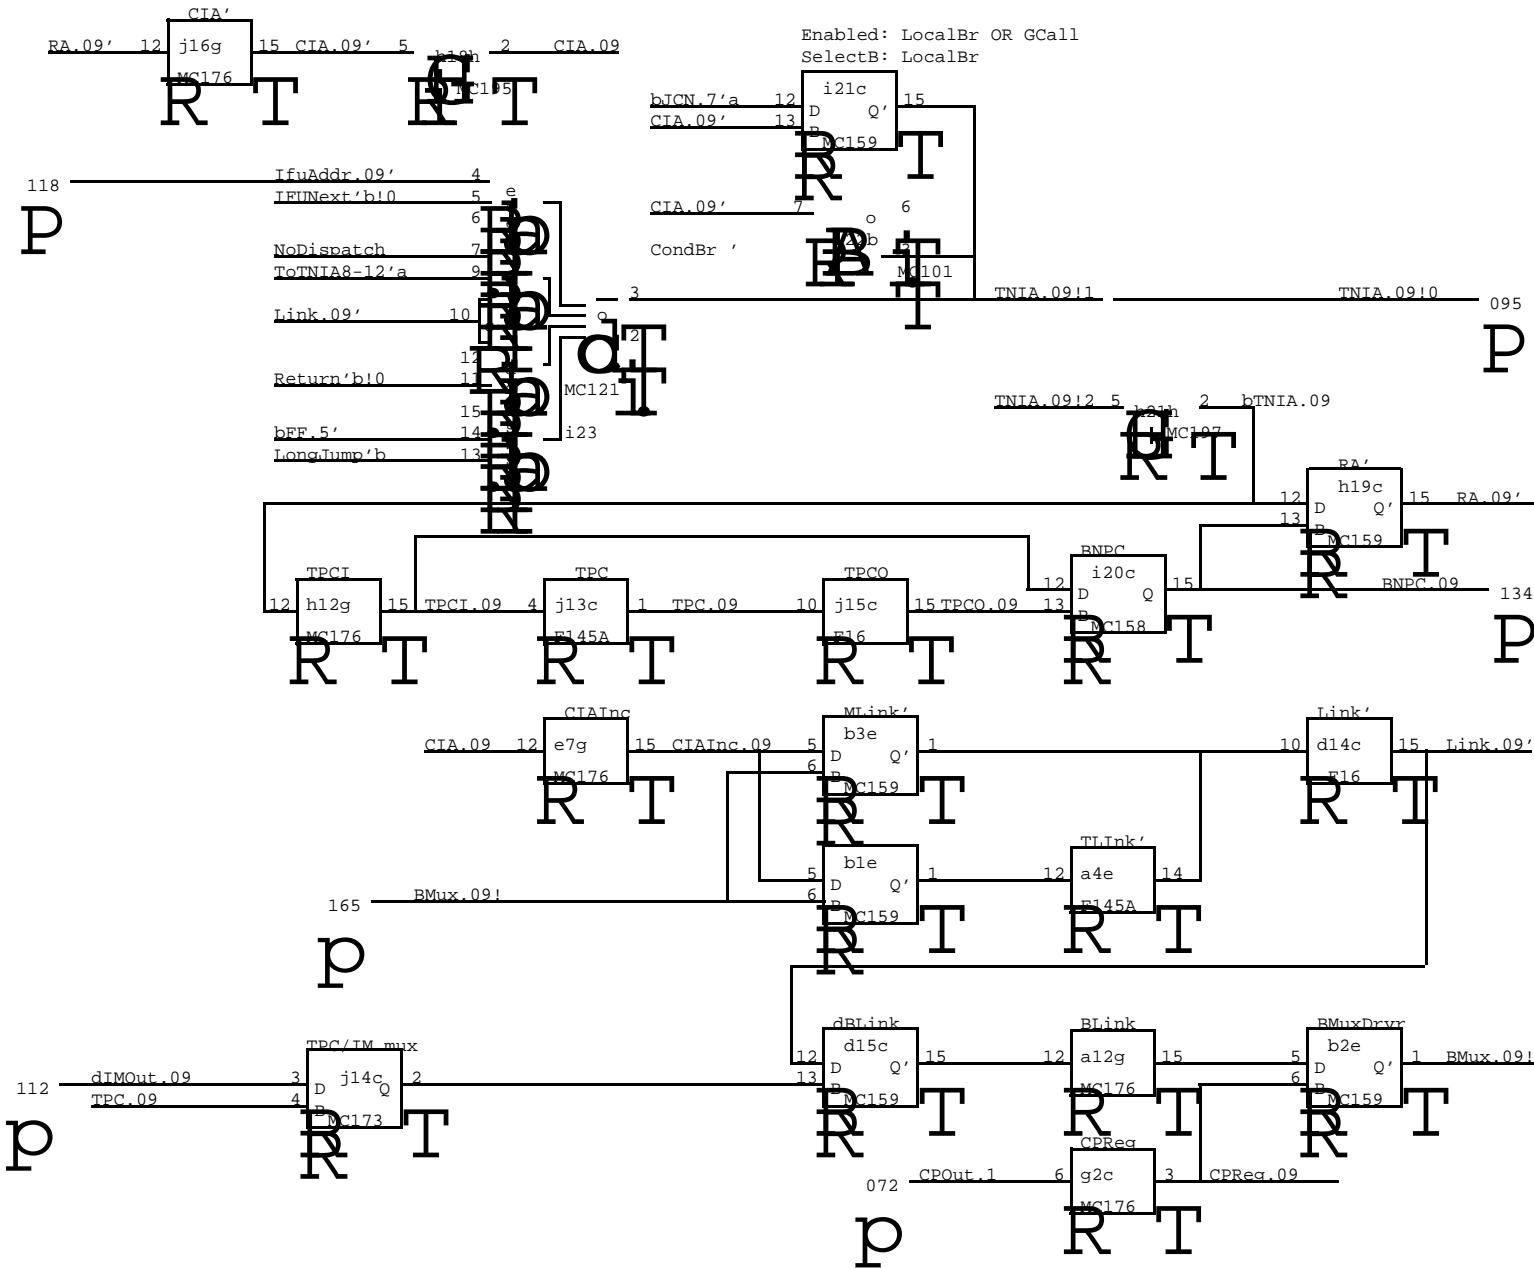 CIA'
RA.09' 12 j16g 15 CIA.09' 5 h18h 2 CIA.09
MC176 MC195
R T R G T
Enabled: LocalBr OR GCall
SelectB: LocalBr
i21c
bJCN.7'a 12 D Q' 15
CIA.09' 13 B
MC159
R T
R
118 IfuAddr.09' 4
P
IFUNext'b!0 5
6
NoDispatch 7
ToTNIA8-12'a 9
Link.09' 10
12
Return'b!0 11
15
bFF.5' 14
LongJump'b 13
e
i23
MC121
CIA.09' 7 o 6
CondBr '
MC101
3 TNIA.09!1 TNIA.09!0 095
P
o
2
TNIA.09!2 5 h21h 2 bTNIA.09
MC197
R G T
RA'
h19c
12 D Q' 15 RA.09'
13 B
MC159
R T
R
TPCI
12 h12g 15 TPCI.09
MC176
R T
TPC
4 j13c 1 TPC.09
F145A
R T
TPCO
10 j15c 15 TPCO.09
F16
R T
BNPC
i20c
12 D Q 15 BNPC.09 134
13 B
MC158
R T P
R
CIAInc
CIA.09 12 e7g 15 CIAInc.09
MC176
R T
MLink'
b3e
5 D Q' 1
6 B
MC159
R T
R
Link'
10 d14c 15 Link.09'
F16
R T
b1e
5 D Q' 1
165 BMux.09! 6 B
MC159
p
R T
R
TLInk'
12 a4e 14
F145A
R T
TPC/IM mux
112 dIMOut.09 3 D j14c Q 2
TPC.09 4 B
MC173
p
R T
R
dBLink
d15c
12 D Q' 15
13 B
MC159
R T
R
BLink
12 a12g 15
MC176
R T
BMuxDrvr
b2e
5 D Q' 1 BMux.09!
6 B
MC159
R T
R
CPReg
072 CPOut.1 6 g2c 3 CPReg.09
MC176
p
R T